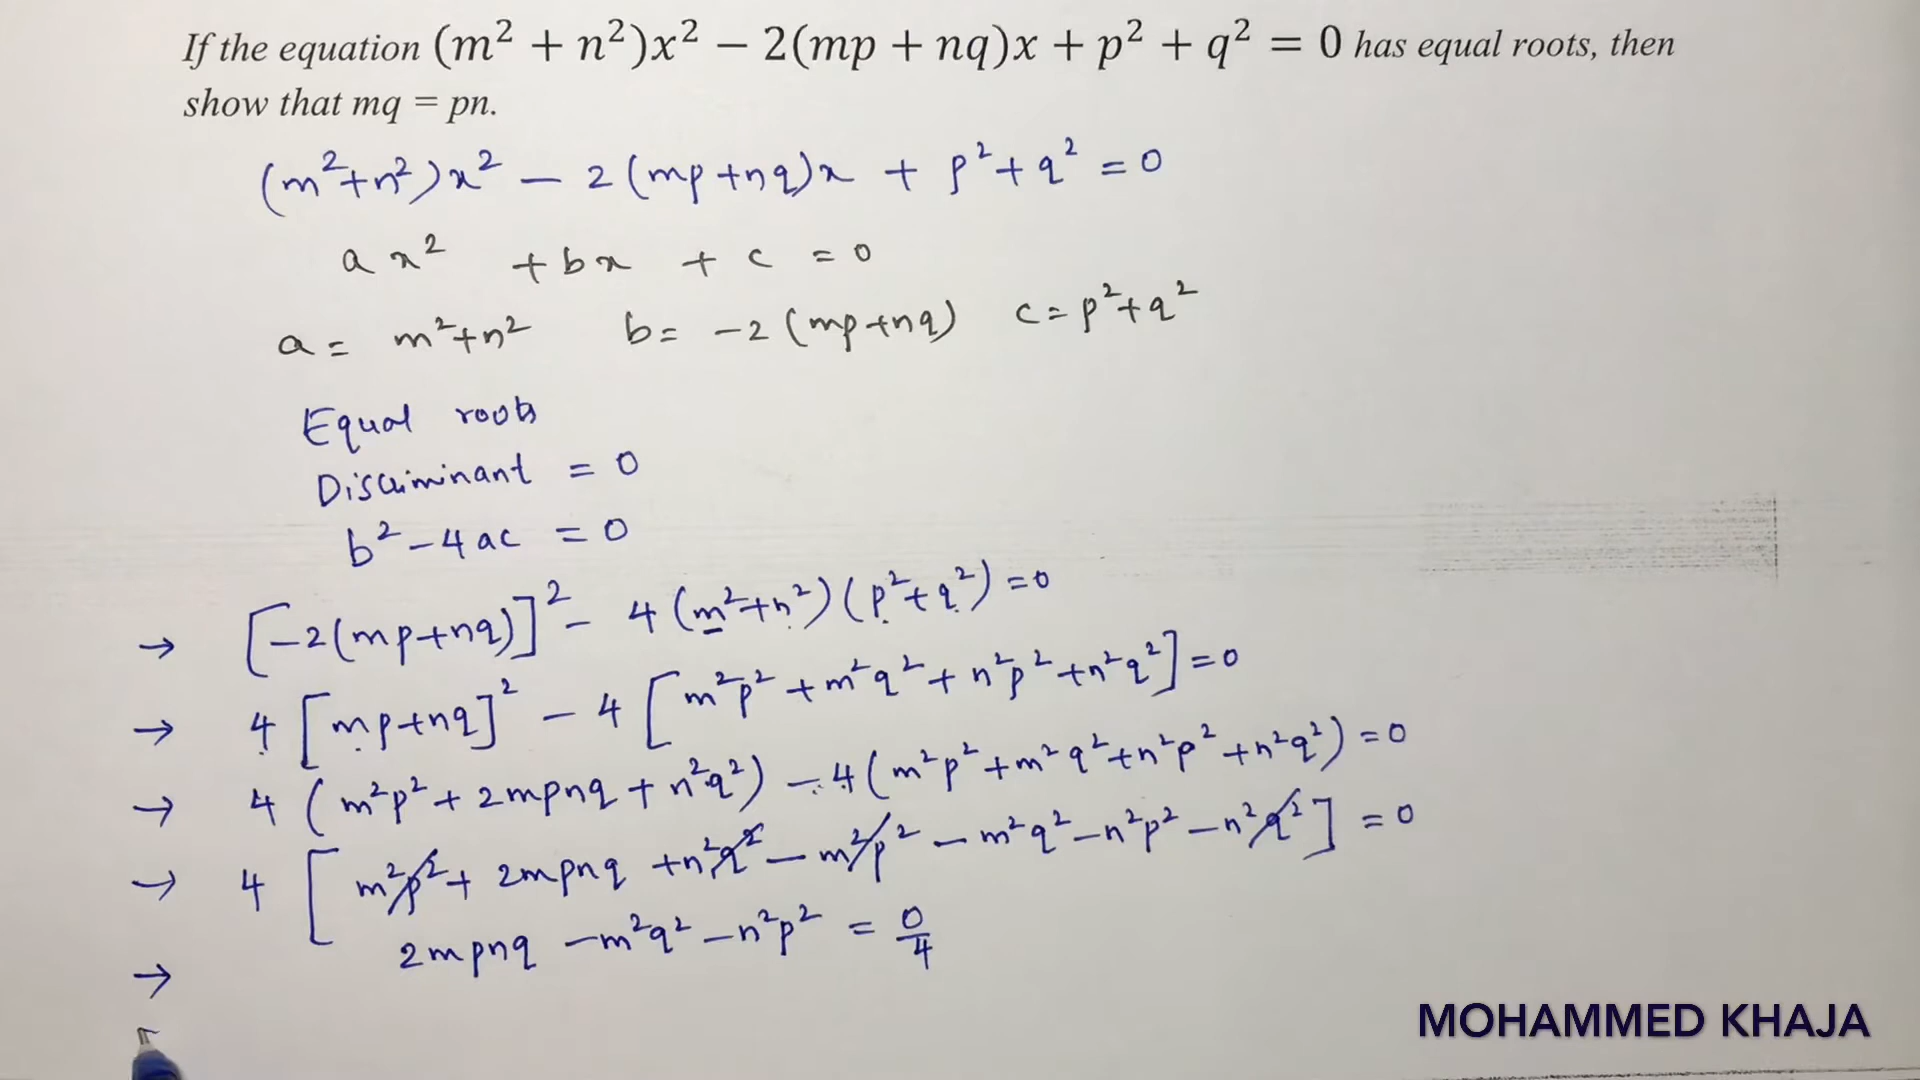 If the equation (m² + n²)x² − 2(mp + nq)x + p² + q² = 0 has equal roots, then
show that mq = pn.
(m²+n²)x² − 2(mp+nq)x + p²+q² = 0
ax² + bx + c = 0
a = m²+n² b = −2(mp+nq) c = p²+q²
Equal roots
Discriminant = 0
b² − 4ac = 0
→ [−2(mp+nq)]² − 4(m²+n²)(p²+q²) = 0
→ 4[mp+nq]² − 4[m²p² + m²q² + n²p² + n²q²] = 0
→ 4(m²p² + 2mpnq + n²q²) − 4(m²p² + m²q² + n²p² + n²q²) = 0
→ 4[m²p² + 2mpnq + n²q² − m²p² − m²q² − n²p² − n²q²] = 0
→ 2mpnq − m²q² − n²p² = 0/4
MOHAMMED KHAJA